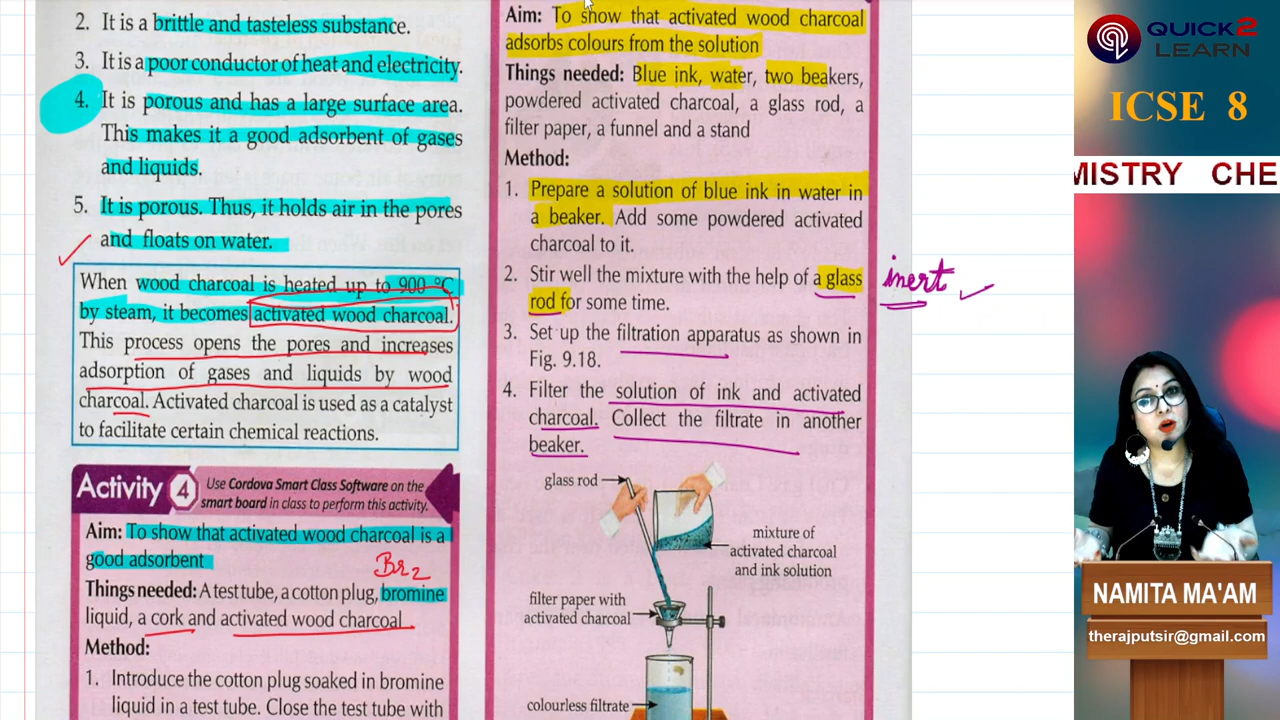 2. It is a brittle and tasteless substance.
3. It is a poor conductor of heat and electricity.
4. It is porous and has a large surface area.
This makes it a good adsorbent of gases
and liquids.
5. It is porous. Thus, it holds air in the pores
and floats on water.
When wood charcoal is heated up to 900 °C
by steam, it becomes activated wood charcoal.
This process opens the pores and increases
adsorption of gases and liquids by wood
charcoal. Activated charcoal is used as a catalyst
to facilitate certain chemical reactions.
Activity 4
Use Cordova Smart Class Software on the
smart board in class to perform this activity.
Aim: To show that activated wood charcoal is a
good adsorbent
Br2
Things needed: A test tube, a cotton plug, bromine
liquid, a cork and activated wood charcoal
Method:
1. Introduce the cotton plug soaked in bromine
liquid in a test tube. Close the test tube with
Aim: To show that activated wood charcoal
adsorbs colours from the solution
Things needed: Blue ink, water, two beakers,
powdered activated charcoal, a glass rod, a
filter paper, a funnel and a stand
Method:
1. Prepare a solution of blue ink in water in
a beaker. Add some powdered activated
charcoal to it.
2. Stir well the mixture with the help of a glass
rod for some time.
inert
3. Set up the filtration apparatus as shown in
Fig. 9.18.
4. Filter the solution of ink and activated
charcoal. Collect the filtrate in another
beaker.
glass rod
mixture of
activated charcoal
and ink solution
filter paper with
activated charcoal
colourless filtrate
QUICK2
LEARN
ICSE 8
MISTRY CHE
NAMITA MA'AM
therajputsir@gmail.com